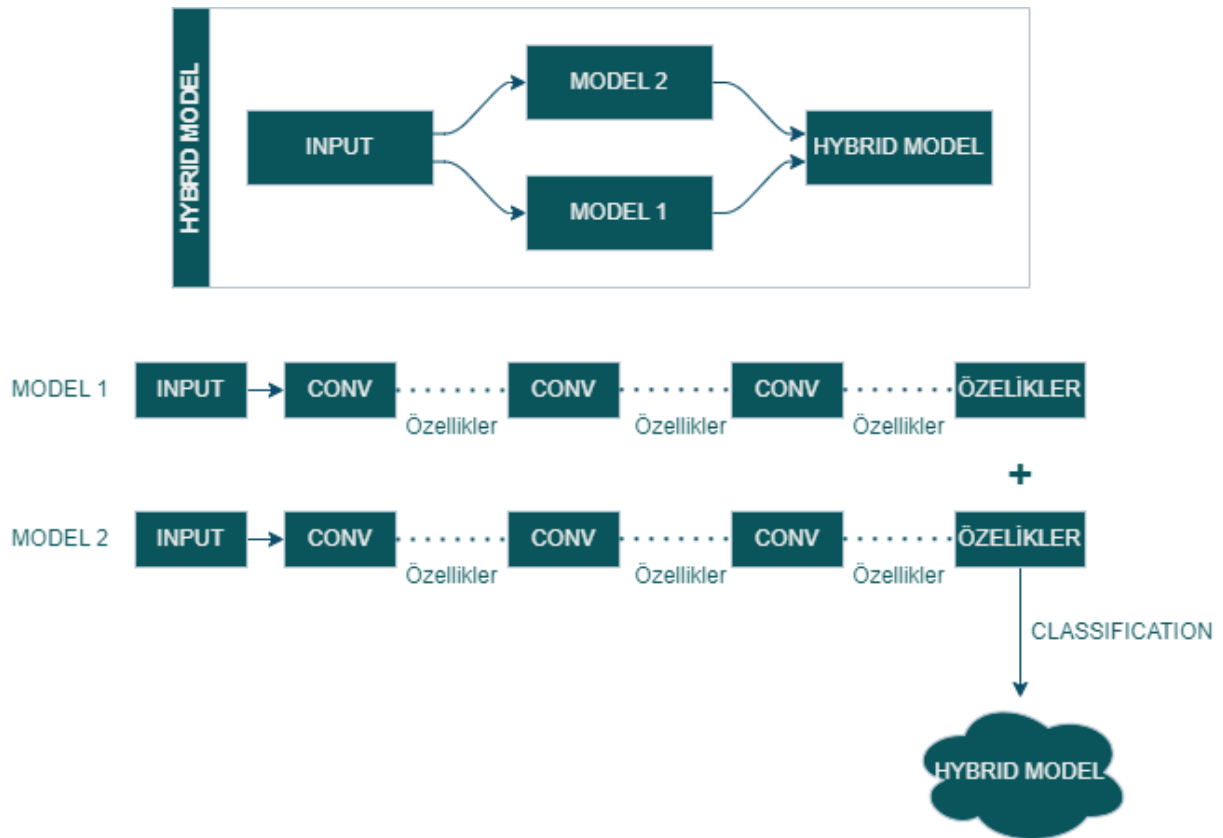 HYBRID MODEL
INPUT
MODEL 2
MODEL 1
HYBRID MODEL
MODEL 1
INPUT
CONV
CONV
CONV
ÖZELİKLER
Özellikler
Özellikler
Özellikler
+
MODEL 2
INPUT
CONV
CONV
CONV
ÖZELİKLER
Özellikler
Özellikler
Özellikler
CLASSIFICATION
HYBRID MODEL